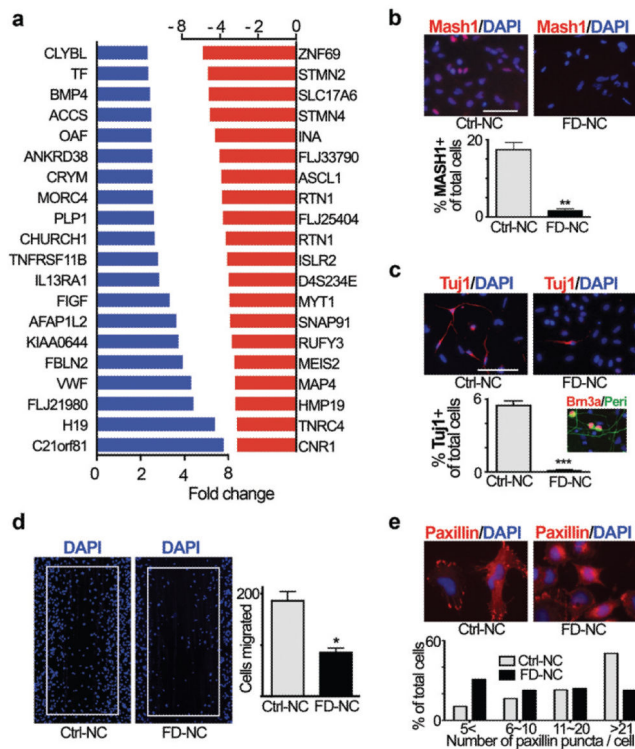 a
-8 -4 -2 0
CLYBL ZNF69
TF STMN2
BMP4 SLC17A6
ACCS STMN4
OAF INA
ANKRD38 FLJ33790
CRYM ASCL1
MORC4 RTN1
PLP1 FLJ25404
CHURCH1 RTN1
TNFRSF11B ISLR2
IL13RA1 D4S234E
FIGF MYT1
AFAP1L2 SNAP91
KIAA0644 RUFY3
FBLN2 MEIS2
VWF MAP4
FLJ21980 HMP19
H19 TNRC4
C21orf81 CNR1
0 2 4 8 0
Fold change
b
Mash1/DAPI Mash1/DAPI
Ctrl-NC FD-NC
% MASH1+
of total cells
20
10
0
**
Ctrl-NC FD-NC
c
Tuj1/DAPI Tuj1/DAPI
Ctrl-NC FD-NC
% Tuj1+
of total cells
6
4
2
0
***
Brn3a/Peri
Ctrl-NC FD-NC
d
DAPI DAPI
Ctrl-NC FD-NC
Cells migrated
200
0
*
Ctrl-NC FD-NC
e
Paxillin/DAPI Paxillin/DAPI
Ctrl-NC FD-NC
% of total cells
60
0
Ctrl-NC
FD-NC
5< 6~10 11~20 >21
Number of paxillin puncta / cell